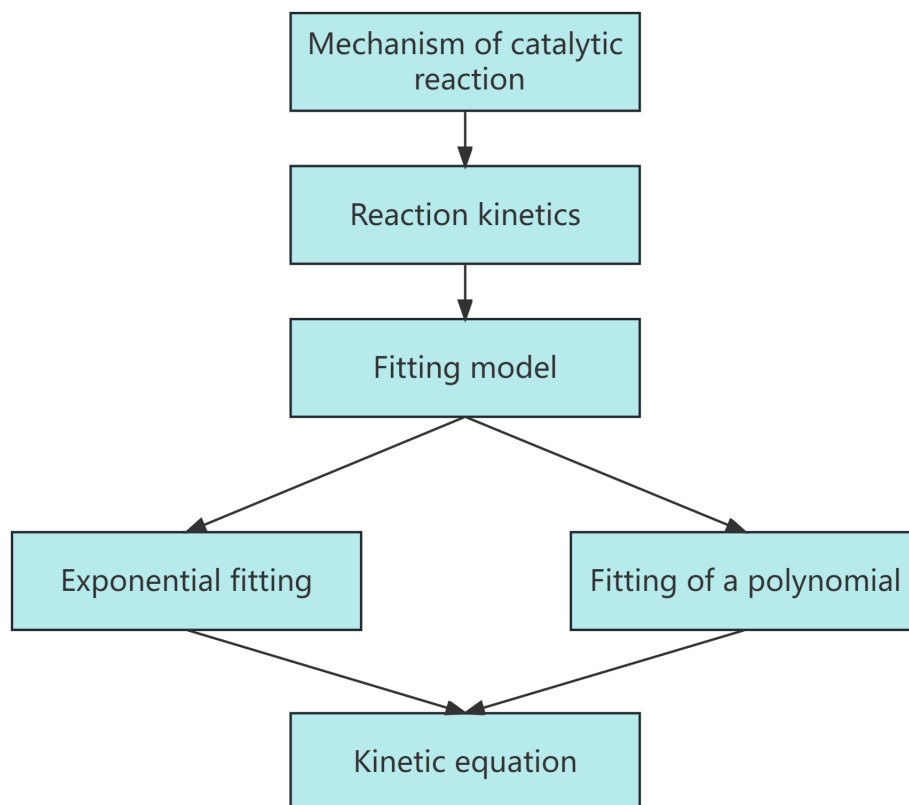 Mechanism of catalytic
reaction
Reaction kinetics
Fitting model
Exponential fitting
Fitting of a polynomial
Kinetic equation